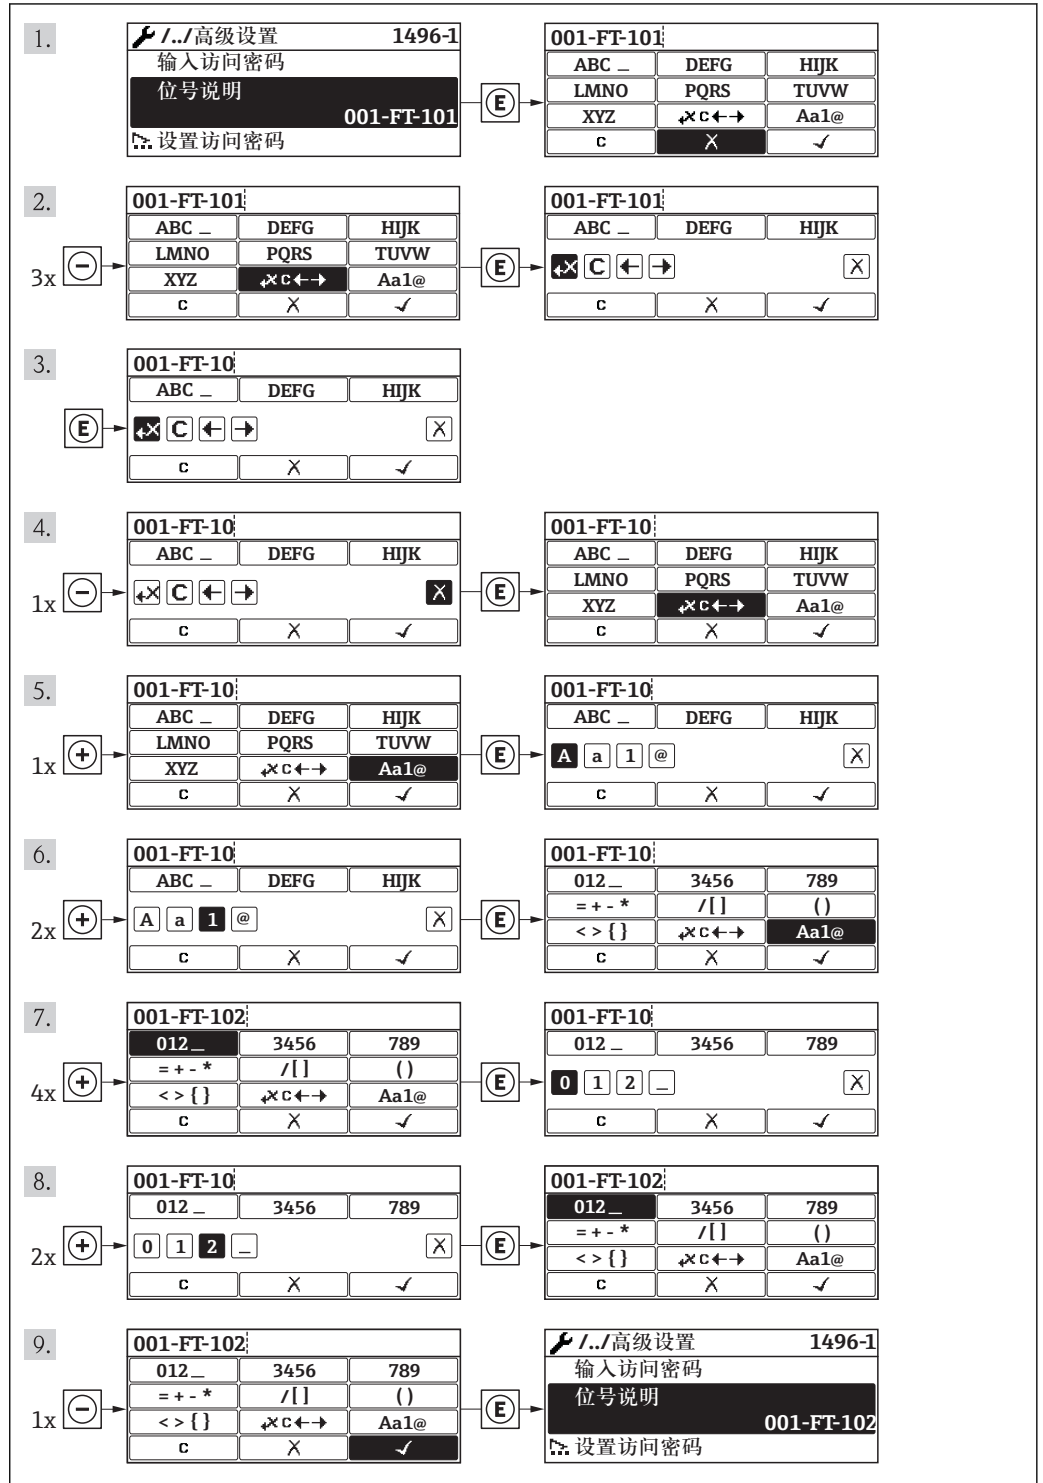 1.
/../高级设置 1496-1
输入访问密码
位号说明
001-FT-101
设置访问密码
E
001-FT-101
ABC _ DEFG HIJK
LMNO PQRS TUVW
XYZ C←→ Aa1@
C X ✓
2.
3x −
001-FT-101
ABC _ DEFG HIJK
LMNO PQRS TUVW
XYZ C←→ Aa1@
C X ✓
E
001-FT-101
ABC _ DEFG HIJK
C ← → X
C X ✓
3.
E
001-FT-10
ABC _ DEFG HIJK
C ← → X
C X ✓
4.
1x −
001-FT-10
ABC _ DEFG HIJK
C ← → X
C X ✓
E
001-FT-10
ABC _ DEFG HIJK
LMNO PQRS TUVW
XYZ C←→ Aa1@
C X ✓
5.
1x +
001-FT-10
ABC _ DEFG HIJK
LMNO PQRS TUVW
XYZ C←→ Aa1@
C X ✓
E
001-FT-10
ABC _ DEFG HIJK
A a 1 @ X
C X ✓
6.
2x +
001-FT-10
ABC _ DEFG HIJK
A a 1 @ X
C X ✓
E
001-FT-10
012_ 3456 789
= + - * / [ ] ( )
< > { } C←→ Aa1@
C X ✓
7.
4x +
001-FT-102
012_ 3456 789
= + - * / [ ] ( )
< > { } C←→ Aa1@
C X ✓
E
001-FT-10
012_ 3456 789
0 1 2 _ X
C X ✓
8.
2x +
001-FT-10
012_ 3456 789
0 1 2 _ X
C X ✓
E
001-FT-102
012_ 3456 789
= + - * / [ ] ( )
< > { } C←→ Aa1@
C X ✓
9.
1x −
001-FT-102
012_ 3456 789
= + - * / [ ] ( )
< > { } C←→ Aa1@
C X ✓
E
/../高级设置 1496-1
输入访问密码
位号说明
001-FT-102
设置访问密码